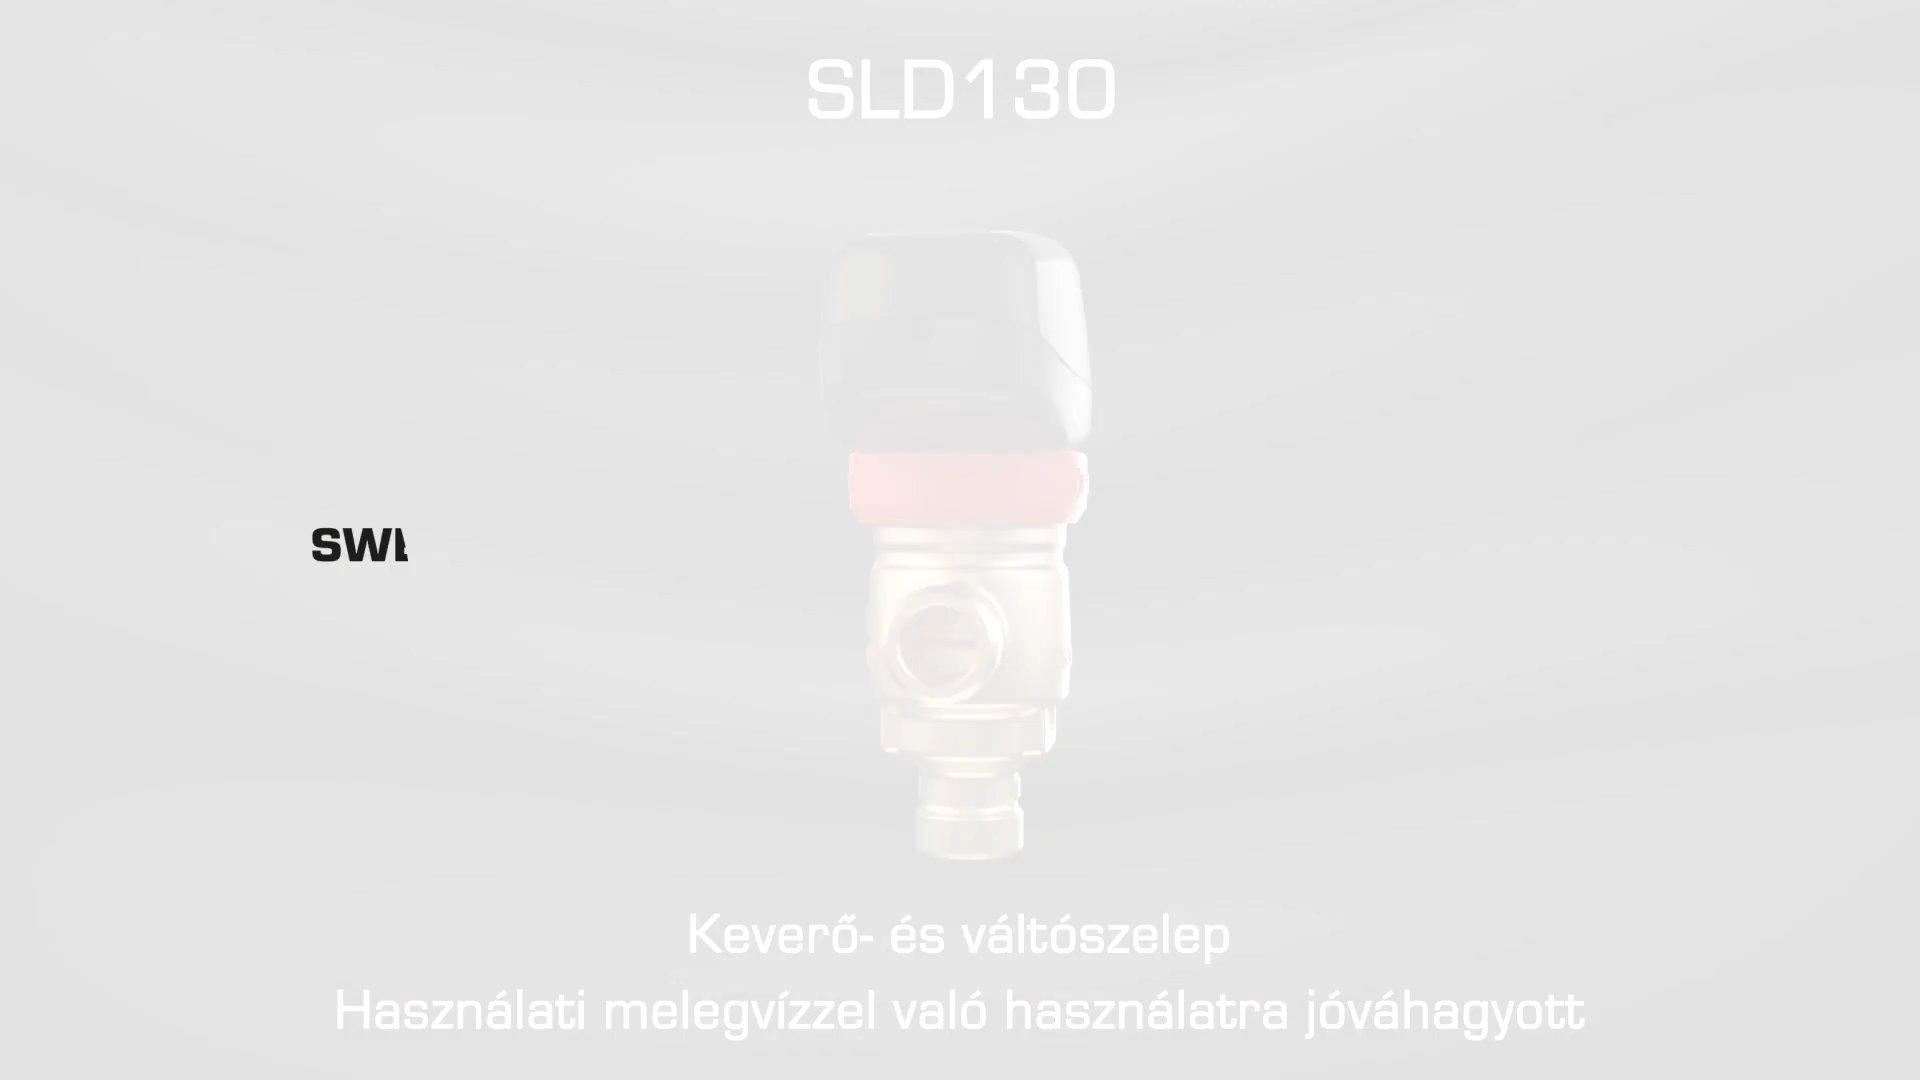 SLD130
Keverő- és váltószelep
Használati melegvízzel való használatra jóváhagyott